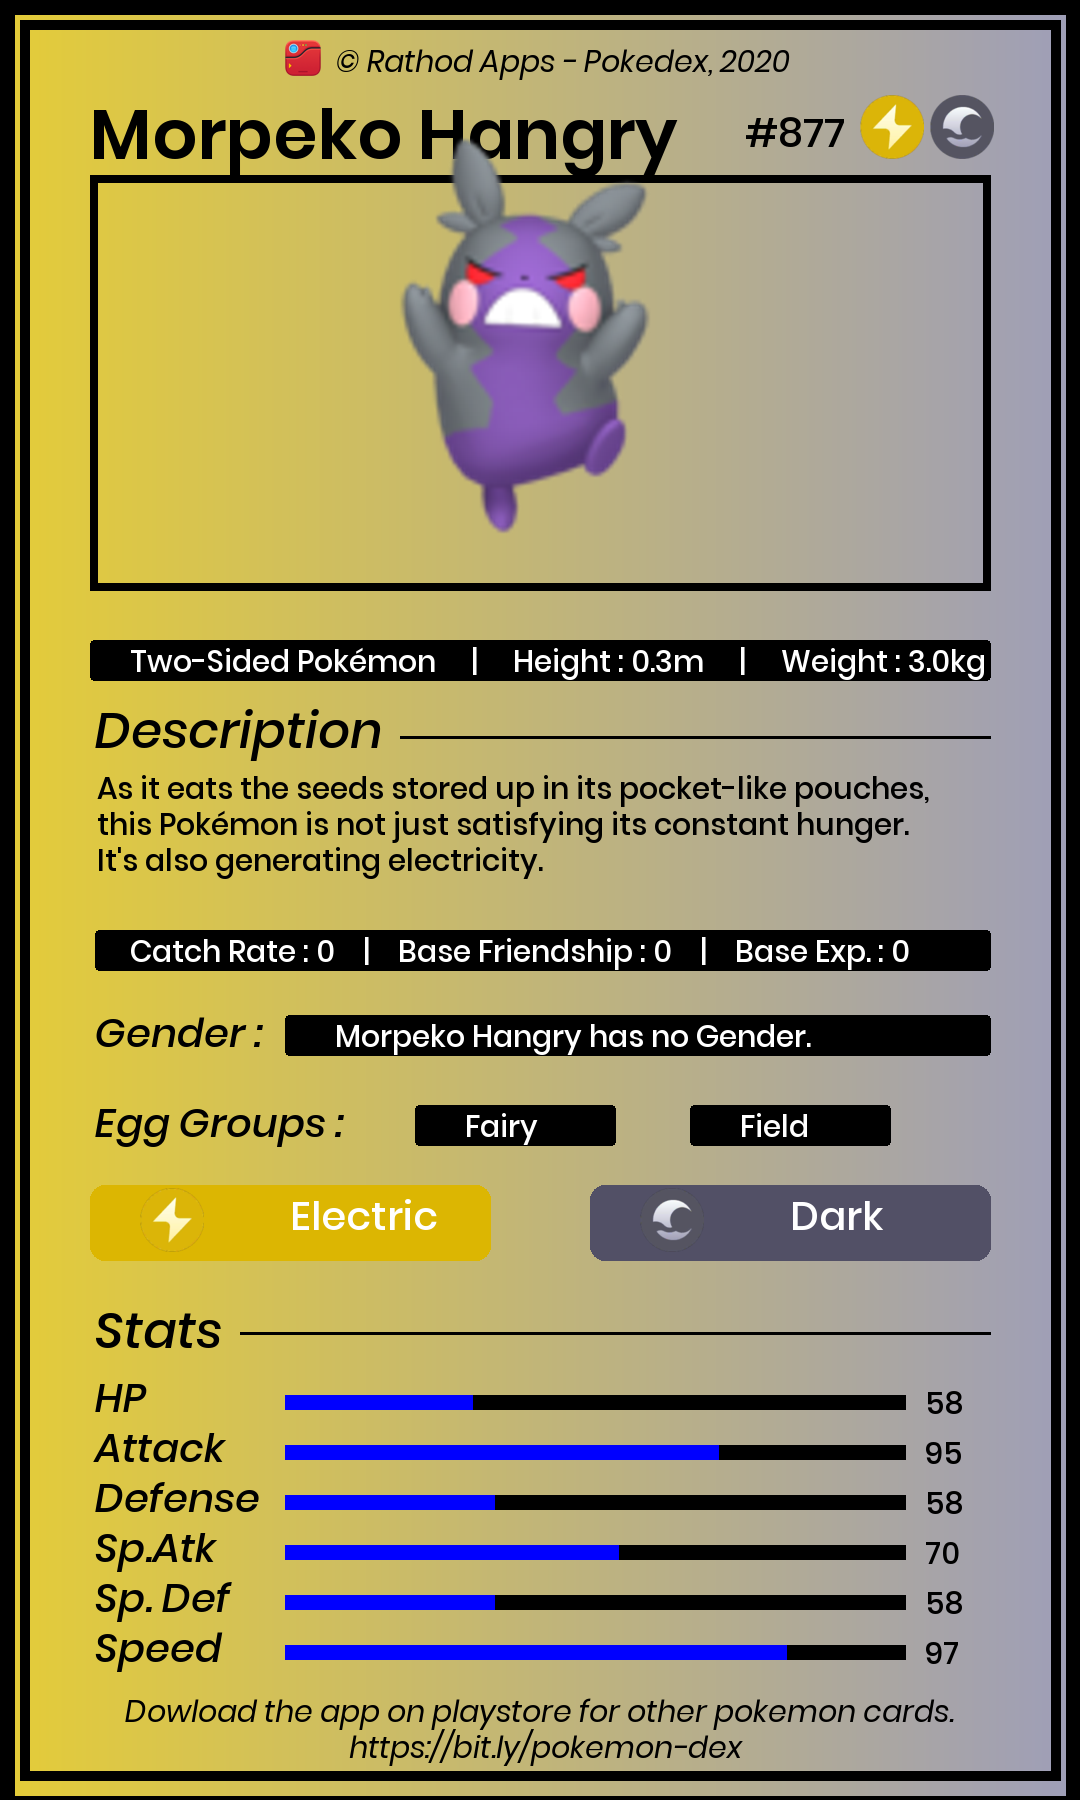 © Rathod Apps - Pokedex, 2020
Morpeko Hangry #877
Two-Sided Pokémon | Height : 0.3m | Weight : 3.0kg
Description
As it eats the seeds stored up in its pocket-like pouches,
this Pokémon is not just satisfying its constant hunger.
It's also generating electricity.
Catch Rate : 0 | Base Friendship : 0 | Base Exp. : 0
Gender : Morpeko Hangry has no Gender.
Egg Groups : Fairy Field
Electric Dark
Stats
HP 58
Attack 95
Defense 58
Sp.Atk 70
Sp. Def 58
Speed 97
Dowload the app on playstore for other pokemon cards.
https://bit.ly/pokemon-dex